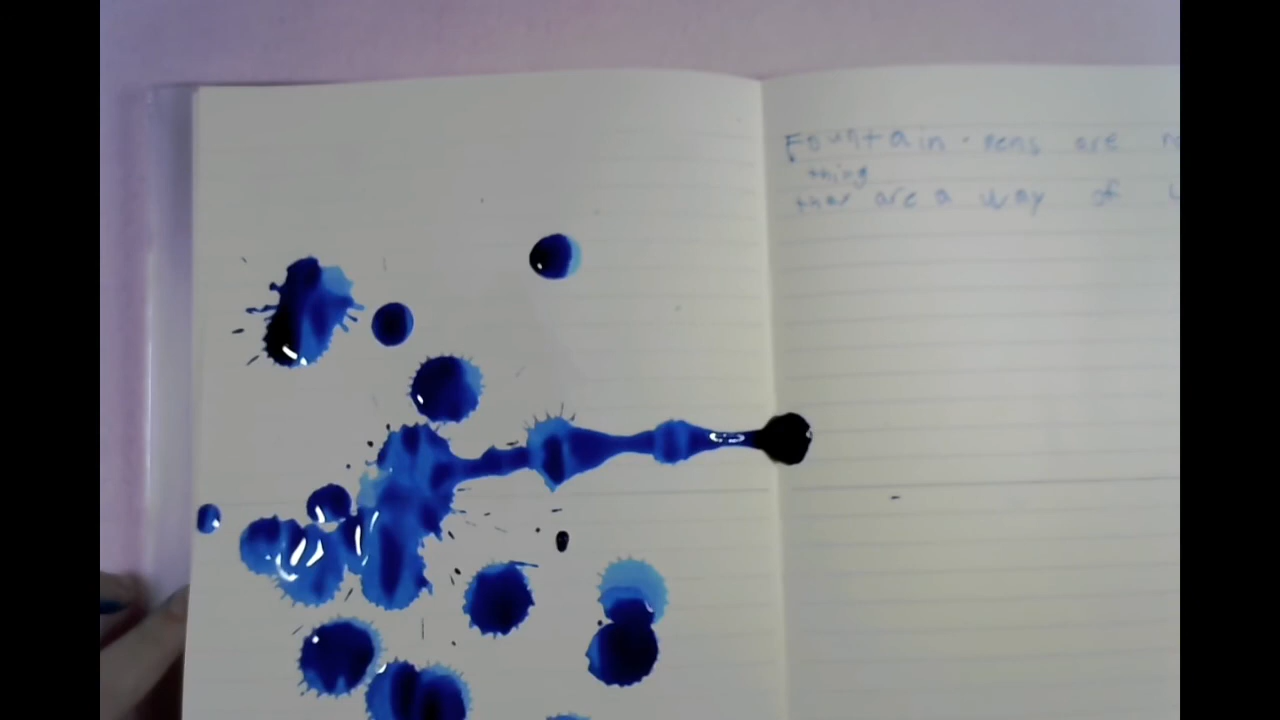 Fountain - pens are
thing
that are a way of